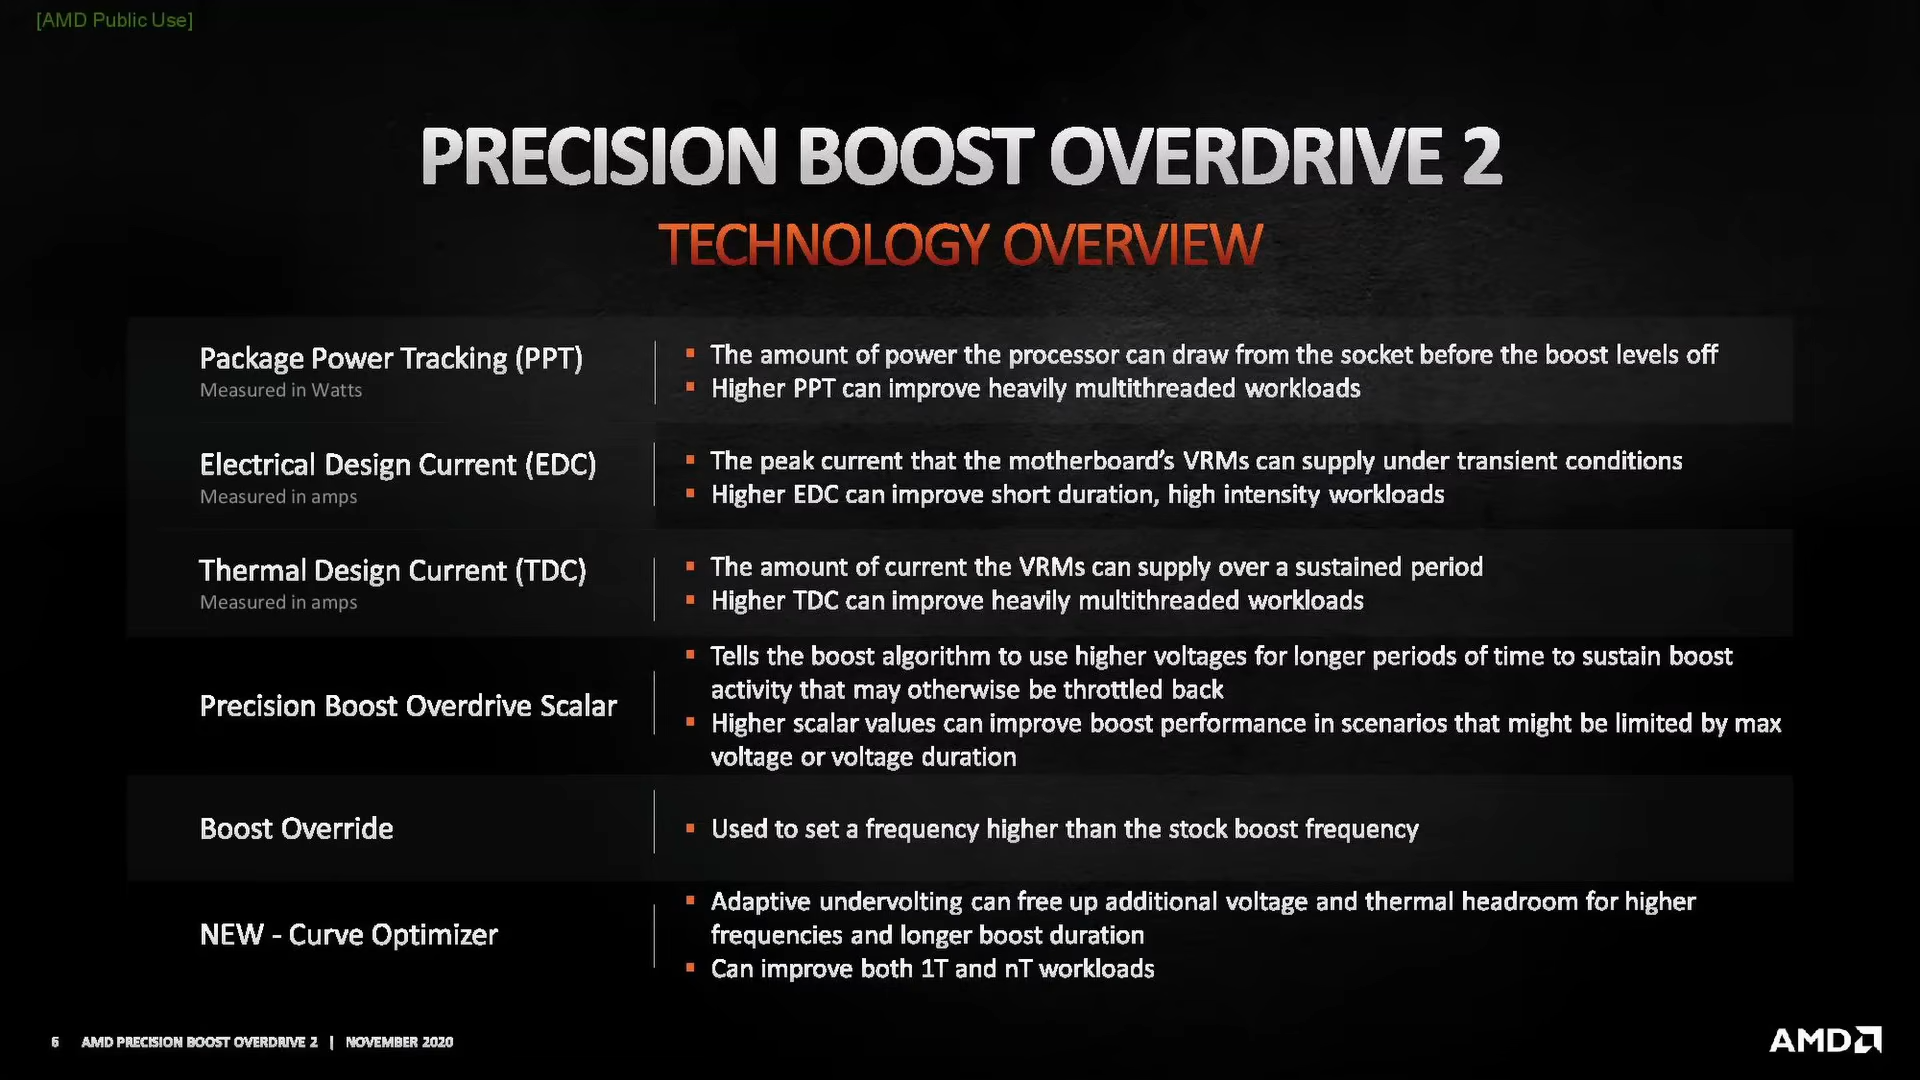 [AMD Public Use]
PRECISION BOOST OVERDRIVE 2
TECHNOLOGY OVERVIEW
Package Power Tracking (PPT)
Measured in Watts
▪ The amount of power the processor can draw from the socket before the boost levels off
▪ Higher PPT can improve heavily multithreaded workloads
Electrical Design Current (EDC)
Measured in amps
▪ The peak current that the motherboard’s VRMs can supply under transient conditions
▪ Higher EDC can improve short duration, high intensity workloads
Thermal Design Current (TDC)
Measured in amps
▪ The amount of current the VRMs can supply over a sustained period
▪ Higher TDC can improve heavily multithreaded workloads
Precision Boost Overdrive Scalar
▪ Tells the boost algorithm to use higher voltages for longer periods of time to sustain boost
activity that may otherwise be throttled back
▪ Higher scalar values can improve boost performance in scenarios that might be limited by max
voltage or voltage duration
Boost Override
▪ Used to set a frequency higher than the stock boost frequency
NEW - Curve Optimizer
▪ Adaptive undervolting can free up additional voltage and thermal headroom for higher
frequencies and longer boost duration
▪ Can improve both 1T and nT workloads
6 AMD PRECISION BOOST OVERDRIVE 2 | NOVEMBER 2020
AMD